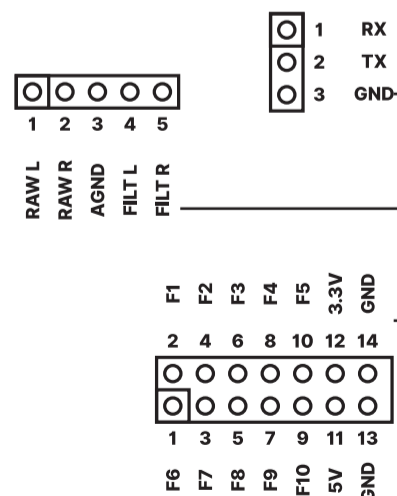 1 RX
2 TX
3 GND
1 2 3 4 5
RAW L RAW R AGND FILT L FILT R
F1 F2 F3 F4 F5 3.3V GND
2 4 6 8 10 12 14
1 3 5 7 9 11 13
F6 F7 F8 F9 F10 5V GND